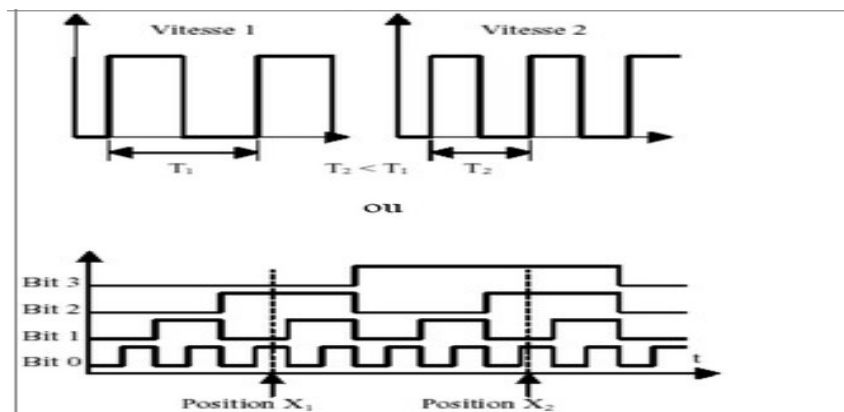 Vitesse 1 Vitesse 2
T₁ T₂ < T₁ T₂
ou
Bit 3
Bit 2
Bit 1
Bit 0 t
Position X₁ Position X₂